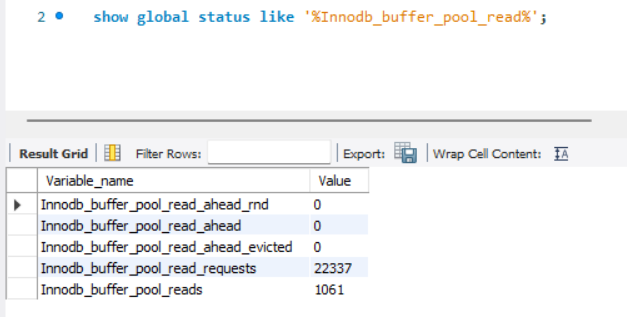 2 show global status like '%Innodb_buffer_pool_read%';
Result Grid Filter Rows: Export: Wrap Cell Content: IA
Variable_name Value
Innodb_buffer_pool_read_ahead_rnd 0
Innodb_buffer_pool_read_ahead 0
Innodb_buffer_pool_read_ahead_evicted 0
Innodb_buffer_pool_read_requests 22337
Innodb_buffer_pool_reads 1061